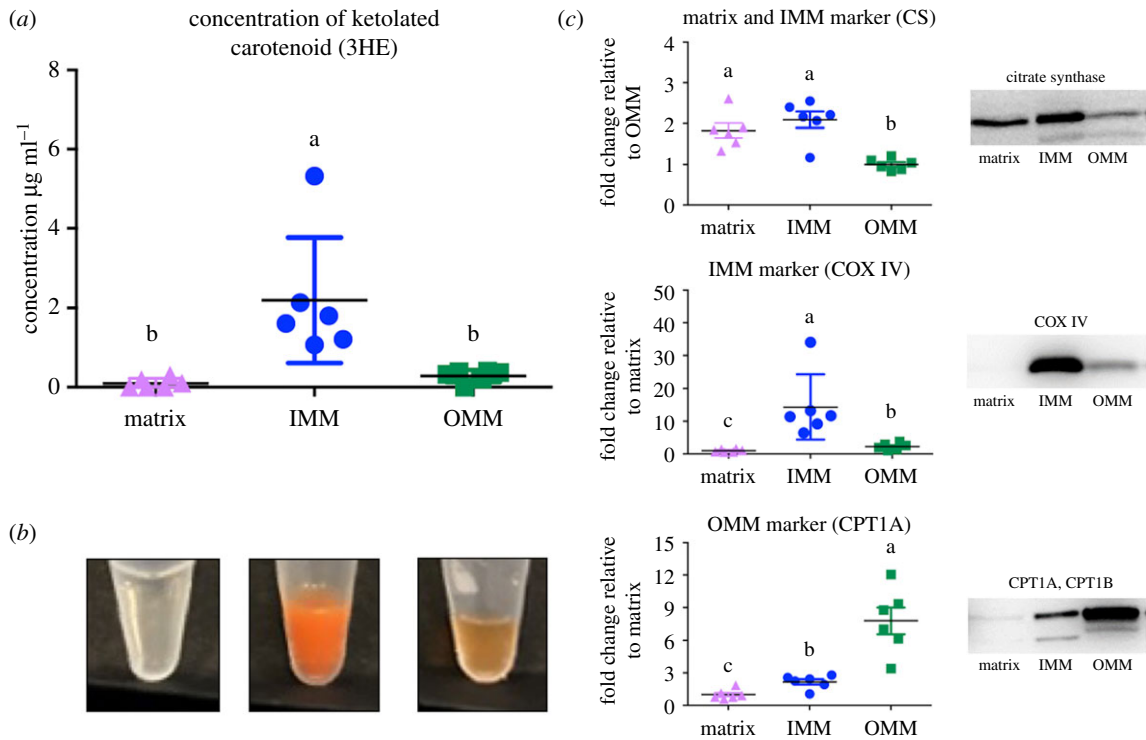 (a)
concentration of ketolated
carotenoid (3HE)
concentration µg ml–1
8
6
4
2
0
b
a
b
matrix IMM OMM
(b)
(c)
matrix and IMM marker (CS)
fold change relative
to OMM
4
3
2
1
0
a
a
b
matrix IMM OMM
citrate synthase
matrix IMM OMM
IMM marker (COX IV)
fold change relative
to matrix
50
40
30
20
10
0
c
a
b
matrix IMM OMM
COX IV
matrix IMM OMM
OMM marker (CPT1A)
fold change relative
to matrix
15
12
9
6
3
0
c
b
a
matrix IMM OMM
CPT1A, CPT1B
matrix IMM OMM